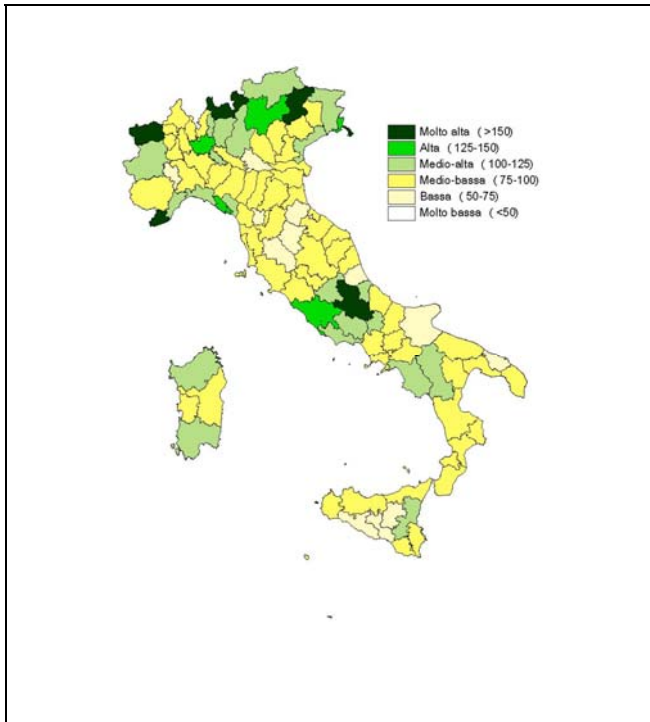 Molto alta (>150)
Alta (125-150)
Medio-alta (100-125)
Medio-bassa (75-100)
Bassa (50-75)
Molto bassa (<50)